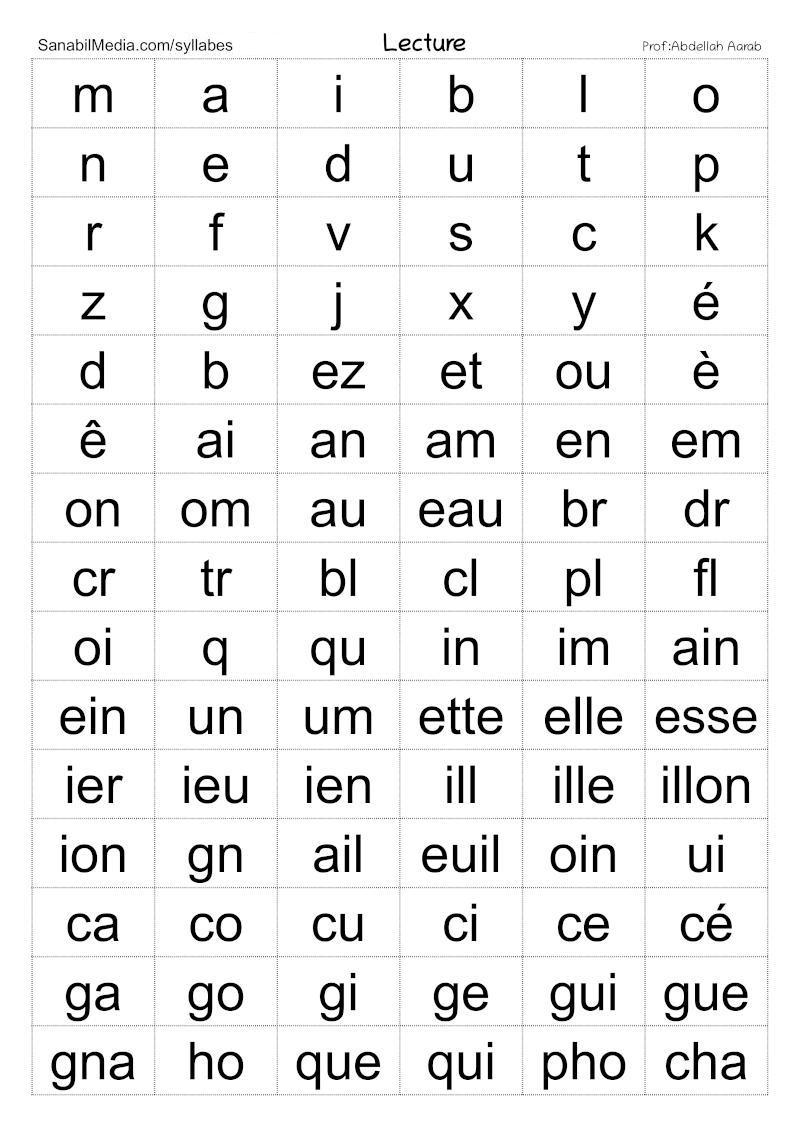 SanabilMedia.com/syllabes Lecture Prof:Abdellah Aarab
m a i b l o
n e d u t p
r f v s c k
z g j x y é
d b ez et ou è
ê ai an am en em
on om au eau br dr
cr tr bl cl pl fl
oi q qu in im ain
ein un um ette elle esse
ier ieu ien ill ille illon
ion gn ail euil oin ui
ca co cu ci ce cé
ga go gi ge gui gue
gna ho que qui pho cha